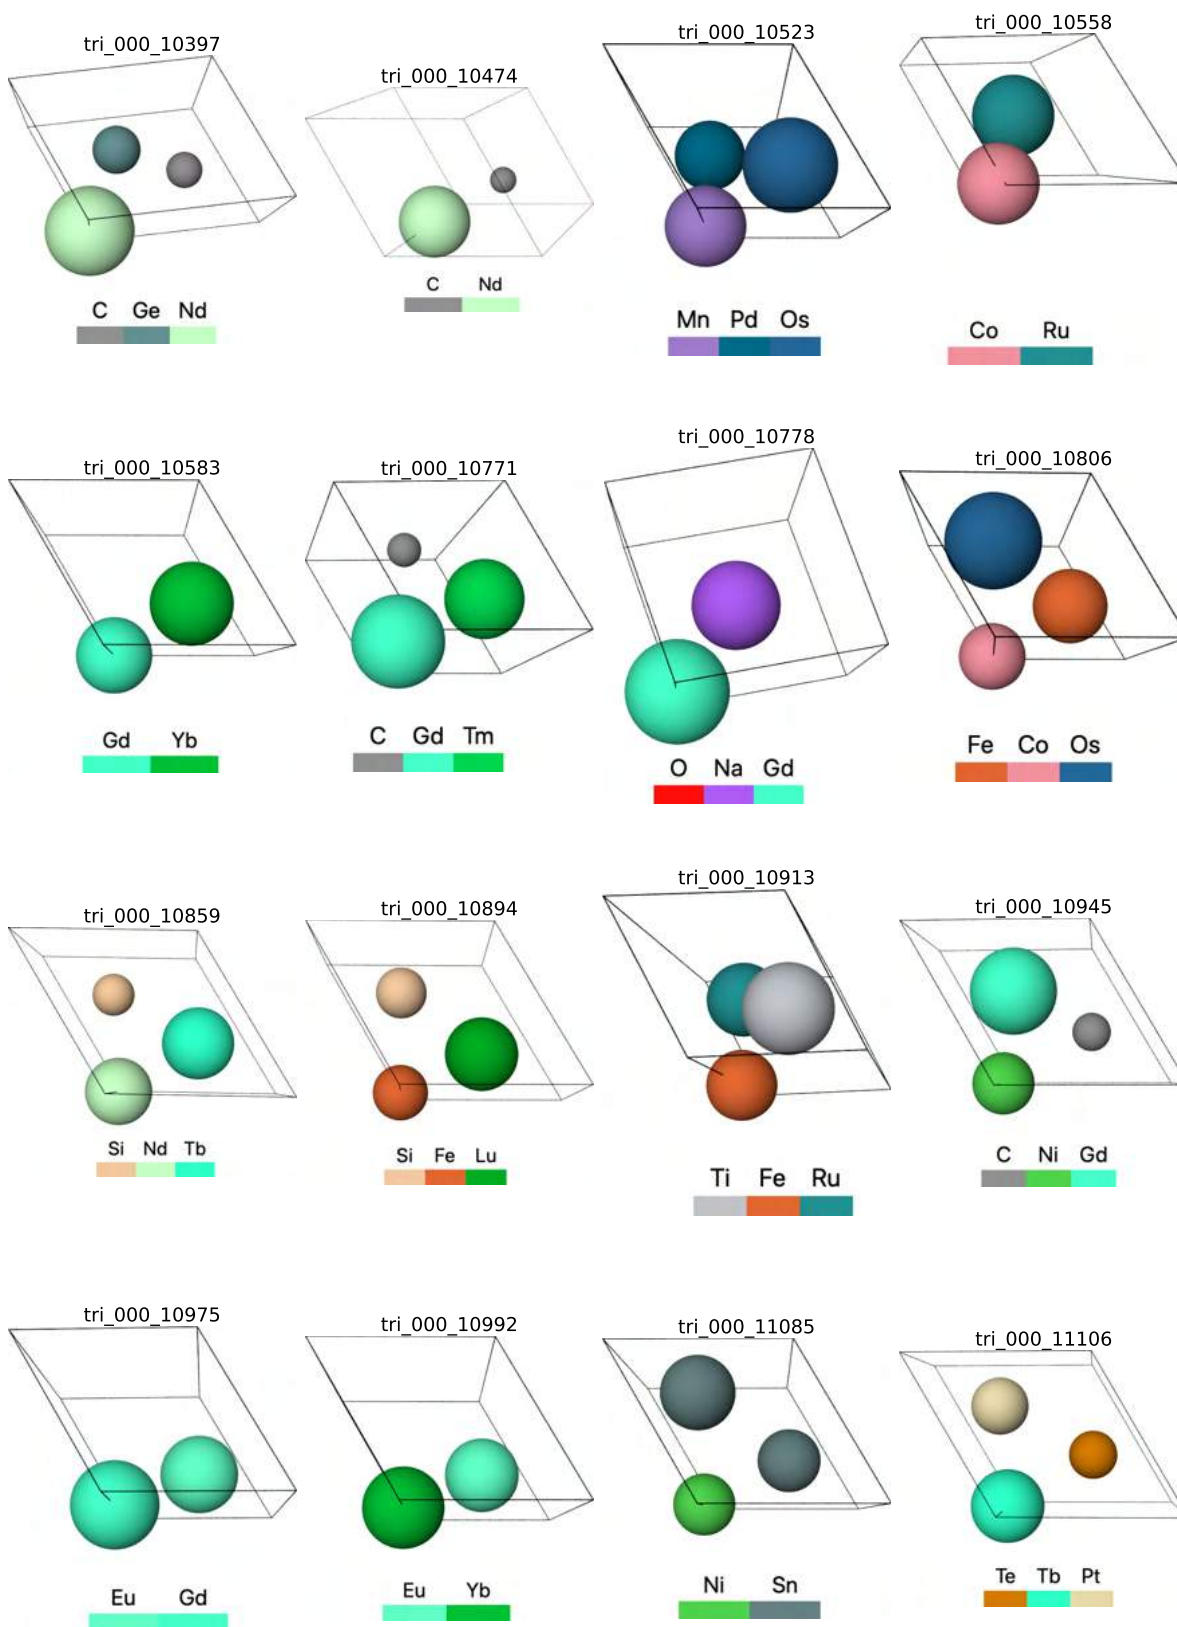 tri_000_10397
tri_000_10474
tri_000_10523
tri_000_10558
C Ge Nd
C Nd
Mn Pd Os
Co Ru
tri_000_10583
tri_000_10771
tri_000_10778
tri_000_10806
Gd Yb
C Gd Tm
O Na Gd
Fe Co Os
tri_000_10859
tri_000_10894
tri_000_10913
tri_000_10945
Si Nd Tb
Si Fe Lu
Ti Fe Ru
C Ni Gd
tri_000_10975
tri_000_10992
tri_000_11085
tri_000_11106
Eu Gd
Eu Yb
Ni Sn
Te Tb Pt